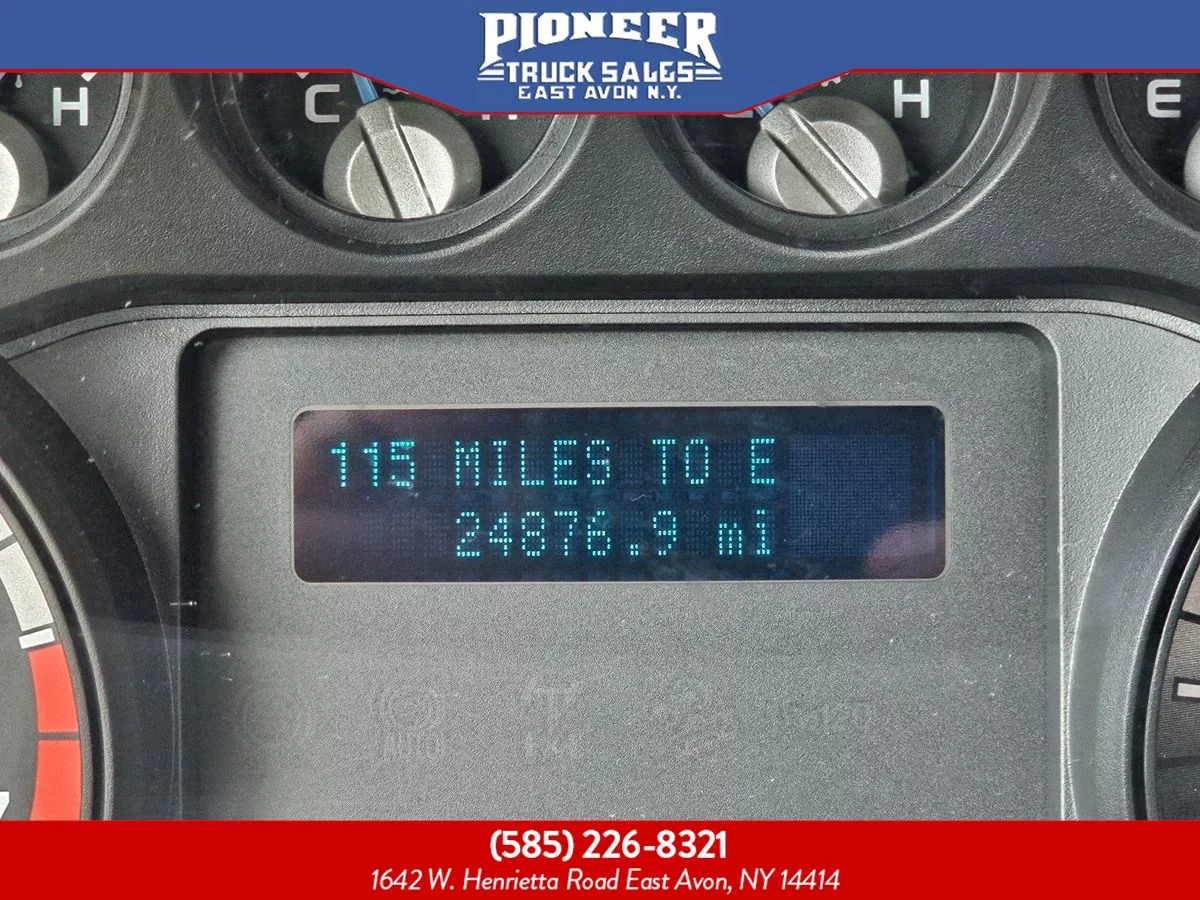 PIONEER
TRUCK SALES
EAST AVON N.Y.
H
C
H
E
115 MILES TO E
24876.9 mi
AUTO
(585) 226-8321
1642 W. Henrietta Road East Avon, NY 14414